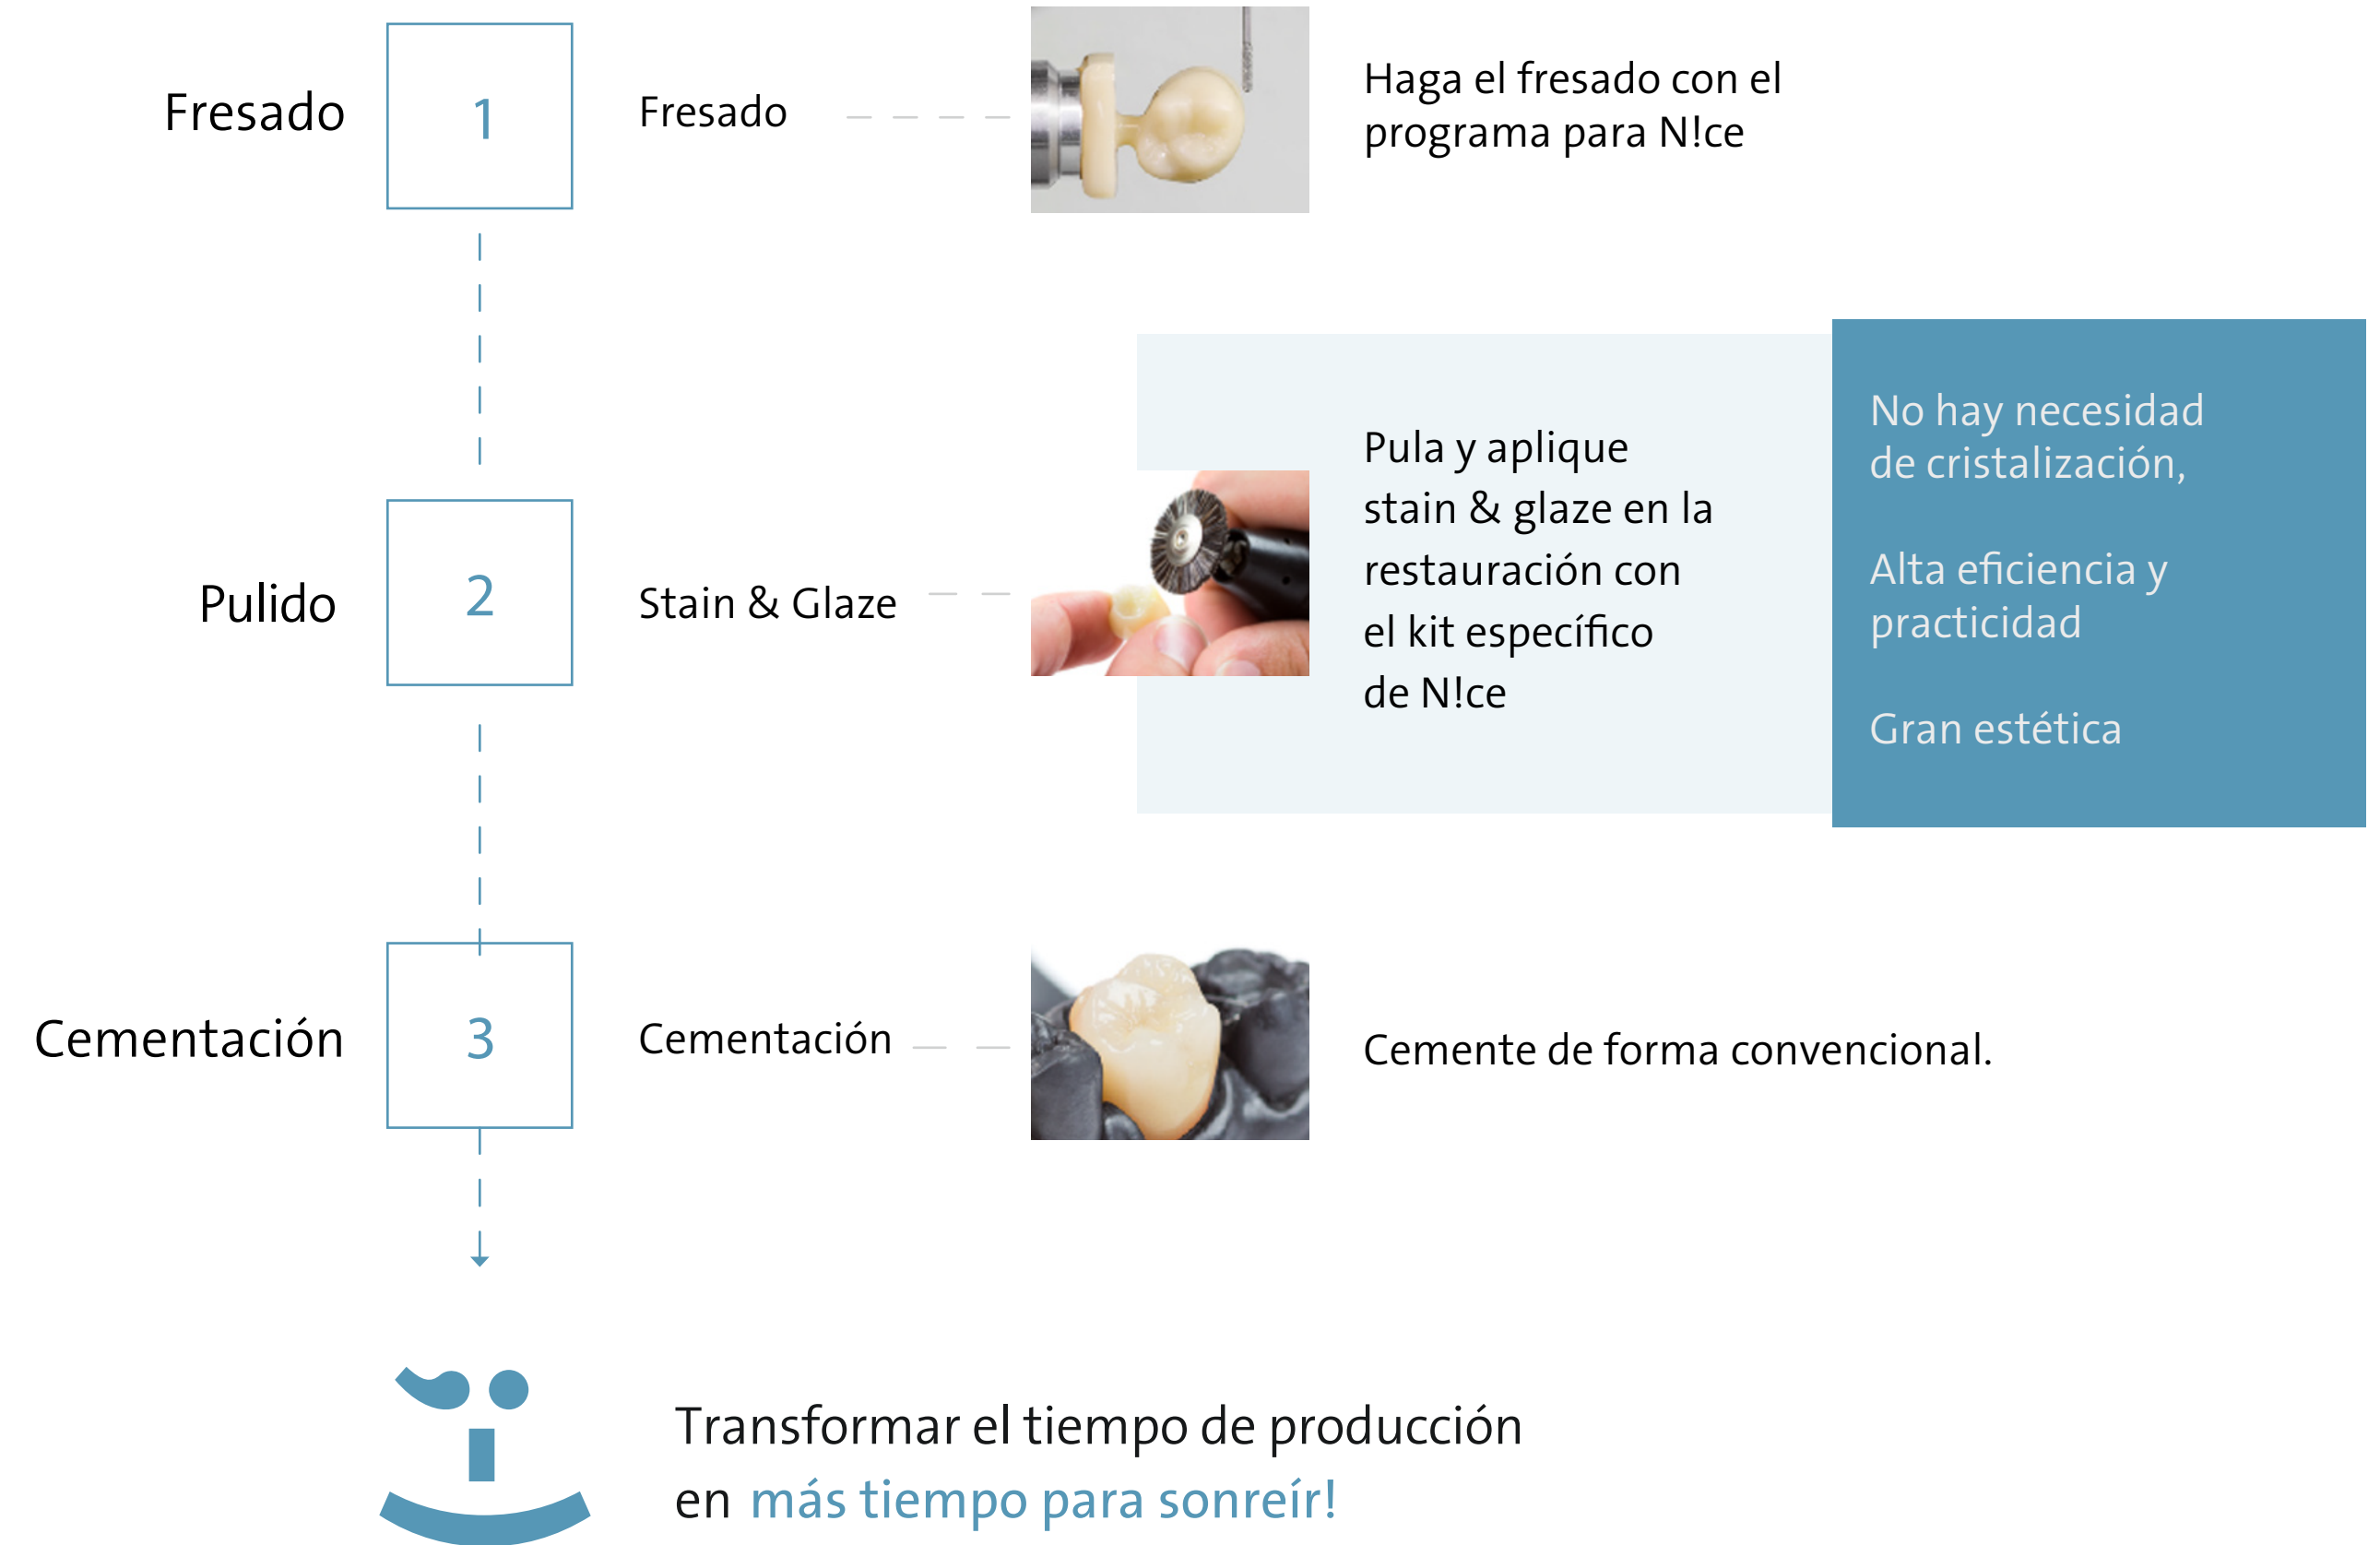 Fresado
1
Fresado
Haga el fresado con el
programa para N!ce
Pulido
2
Stain & Glaze
Pula y aplique
stain & glaze en la
restauración con
el kit específico
de N!ce
No hay necesidad
de cristalización,
Alta eficiencia y
practicidad
Gran estética
Cementación
3
Cementación
Cemente de forma convencional.
Transformar el tiempo de producción
en más tiempo para sonreír!